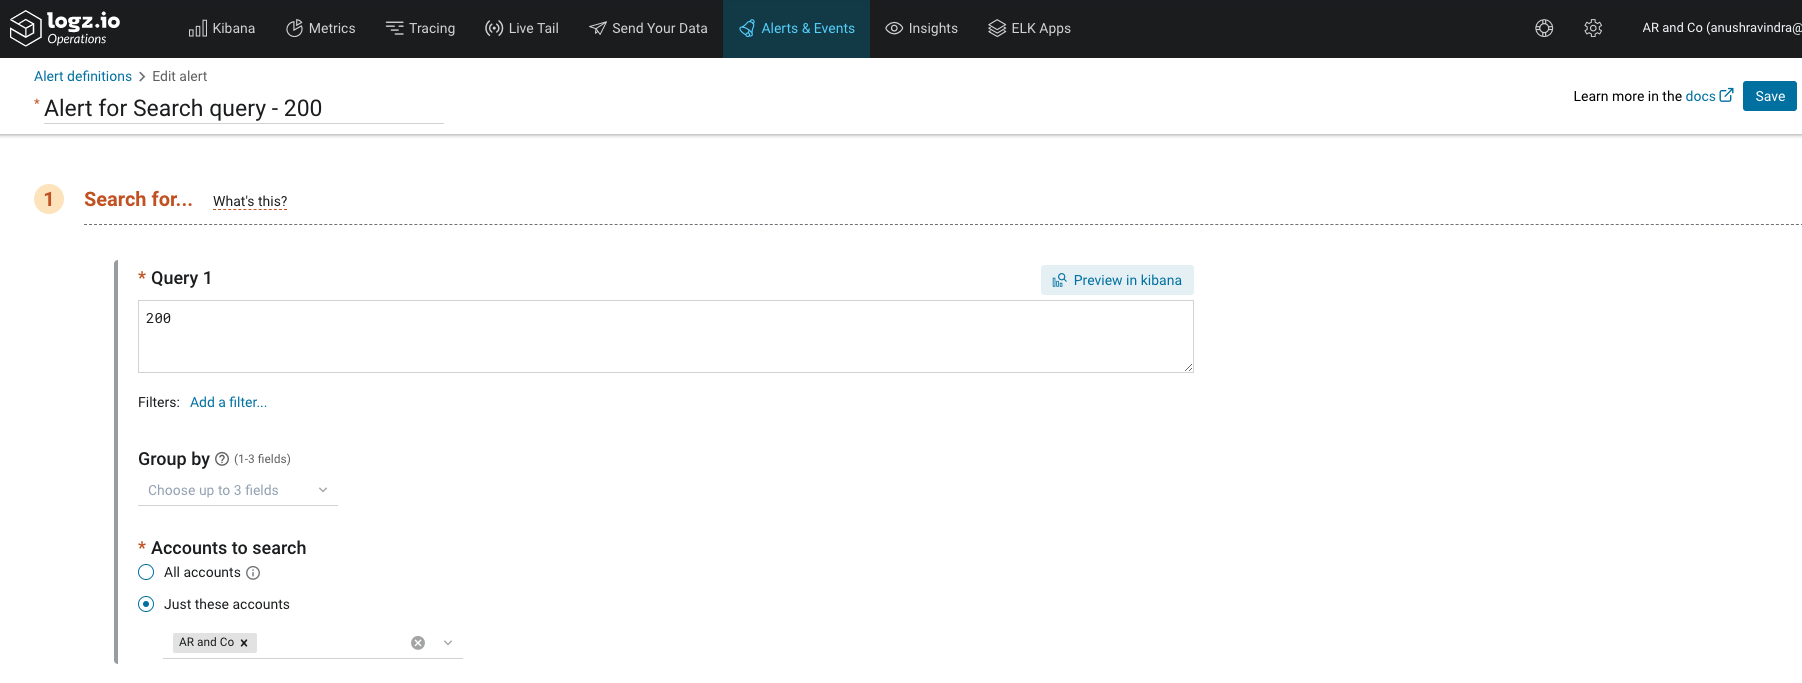 logz.io
Operations
Kibana
Metrics
Tracing
Live Tail
Send Your Data
Alerts & Events
Insights
ELK Apps
AR and Co (anushravindra@
Alert definitions > Edit alert
* Alert for Search query - 200
Learn more in the docs
Save
1 Search for... What's this?
* Query 1
Preview in kibana
200
Filters: Add a filter...
Group by ? (1-3 fields)
Choose up to 3 fields
* Accounts to search
All accounts
Just these accounts
AR and Co x